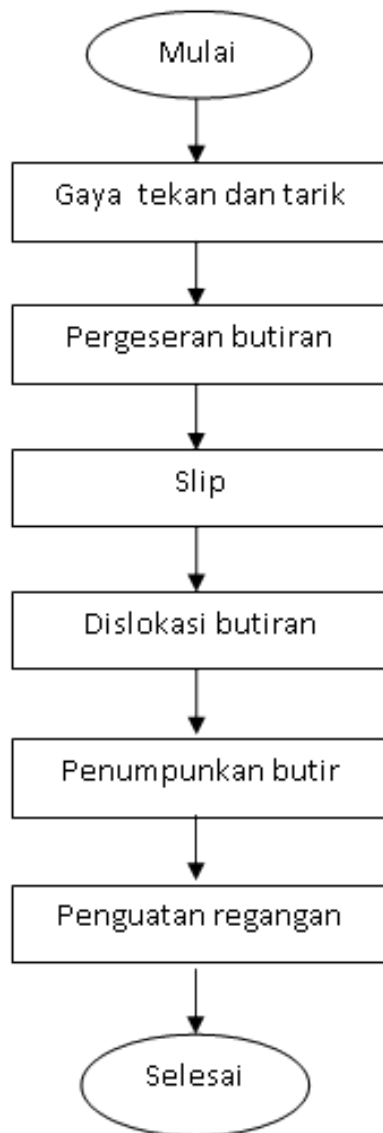 Mulai
Gaya tekan dan tarik
Pergeseran butiran
Slip
Dislokasi butiran
Penumpunkan butir
Penguatan regangan
Selesai